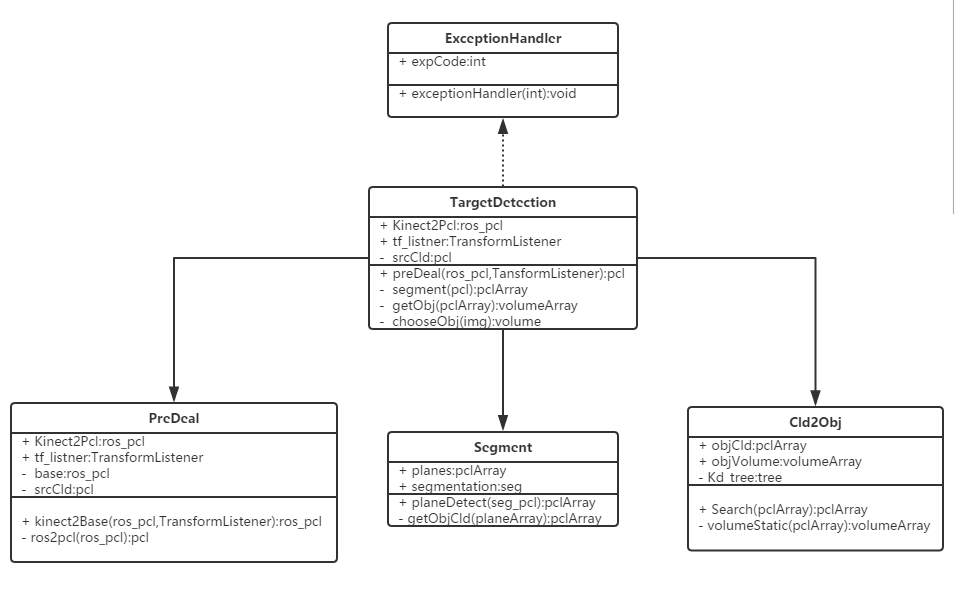 ExceptionHandler
+ expCode:int
+ exceptionHandler(int):void
TargetDetection
+ Kinect2Pcl:ros_pcl
+ tf_listner:TransformListener
- srcCld:pcl
+ preDeal(ros_pcl,TansformListener):pcl
- segment(pcl):pclArray
- getObj(pclArray):volumeArray
- chooseObj(img):volume
PreDeal
+ Kinect2Pcl:ros_pcl
+ tf_listner:TransformListener
- base:ros_pcl
- srcCld:pcl
+ kinect2Base(ros_pcl,TransformListener):ros_pcl
- ros2pcl(ros_pcl):pcl
Segment
+ planes:pclArray
+ segmentation:seg
+ planeDetect(seg_pcl):pclArray
- getObjCld(planeArray):pclArray
Cld2Obj
+ objCld:pclArray
+ objVolume:volumeArray
- Kd_tree:tree
+ Search(pclArray):pclArray
- volumeStatic(pclArray):volumeArray